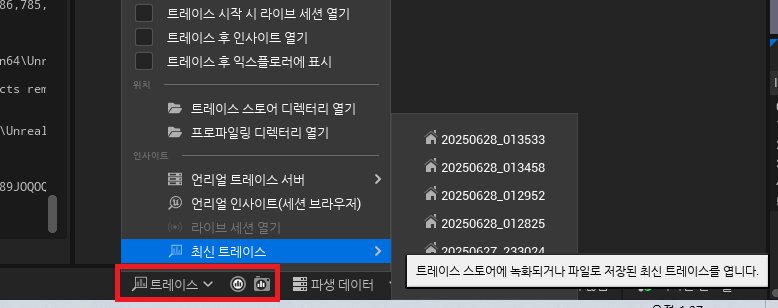 86,785,
트레이스 시작 시 라이브 세션 열기
트레이스 후 인사이트 열기
트레이스 후 익스플로러에 표시
n64\Unr
위치
cts rem
트레이스 스토어 디렉터리 열기
프로파일링 디렉터리 열기
\Unreal
인사이트
언리얼 트레이스 서버
언리얼 인사이트(세션 브라우저)
라이브 세션 열기
최신 트레이스
20250628_013533
20250628_013458
20250628_012952
20250628_012825
20250627_233024
트레이스 스토어에 녹화되거나 파일로 저장된 최신 트레이스를 엽니다.
트레이스
파생 데이터